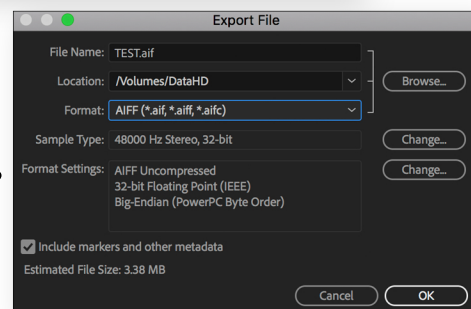 Export File
File Name: TEST.aif
Location: /Volumes/DataHD Browse...
Format: AIFF (*.aif, *.aiff, *.aifc)
Sample Type: 48000 Hz Stereo, 32-bit Change...
Format Settings: AIFF Uncompressed Change...
32-bit Floating Point (IEEE)
Big-Endian (PowerPC Byte Order)
Include markers and other metadata
Estimated File Size: 3.38 MB
Cancel OK